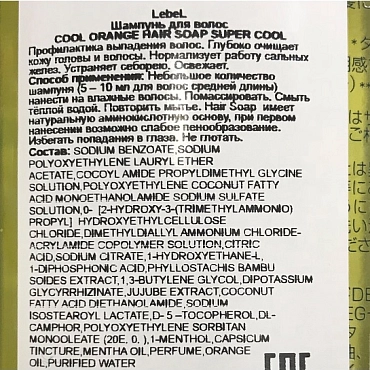 LebeL
Шампунь для волос
COOL ORANGE HAIR SOAP SUPER COOL
Профилактика выпадения волос. Глубоко очищает
кожу головы и волосы. Нормализует работу сальных
желез. Устраняет себорею. Освежает.
Способ применения: Небольшое количество
шампуня (5 – 10 мл для волос средней длины)
нанести на влажные волосы. Помассировать. Смыть
тёплой водой. Повторить мытье. Hair Soap имеет
натуральную аминокислотную основу, при первом
нанесении возможно слабое пенообразование.
Избегать попадания в глаза. Не глотать.
Состав: SODIUM BENZOATE,SODIUM
POLYOXYETHYLENE LAURYL ETHER
ACETATE,COCOYL AMIDE PROPYLDIMETHYL GLYCINE
SOLUTION,POLYOXYETHYLENE COCONUT FATTY
ACID MONOETHANOLAMIDE SODIUM SULFATE
SOLUTION,0- [2-HYDROXY-3-(TRIMETHYLAMMONIO)
PROPYL] HYDROXYETHYLCELLULOSE
CHLORIDE,DIMETHYLDIALLYL AMMONIUM CHLORIDE-
ACRYLAMIDE COPOLYMER SOLUTION,CITRIC
ACID,SODIUM CITRATE,1-HYDROXYETHANE-L,
1-DIPHOSPHONIC ACID,PHYLLOSTACHIS BAMBU
SOIDES EXTRACT,1,3-BUTYLENE GLYCOL,DIPOTASSIUM
GLYCYRRHIZINATE,JUJUBE EXTRACT,COCONUT
FATTY ACID DIETHANOLAMIDE,SODIUM
ISOSTEAROYL LACTATE,D- 5 –TOCOPHEROL,DL-
CAMPHOR,POLYOXYETHYLENE SORBITAN
MONOOLEATE (20E, 0, ),1-MENTHOL,CAPSICUM
TINCTURE,MENTHA OIL,PERFUME,ORANGE
OIL,PURIFIED WATER